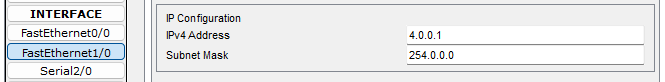 INTERFACE
FastEthernet0/0
FastEthernet1/0
Serial2/0
IP Configuration
IPv4 Address 4.0.0.1
Subnet Mask 254.0.0.0